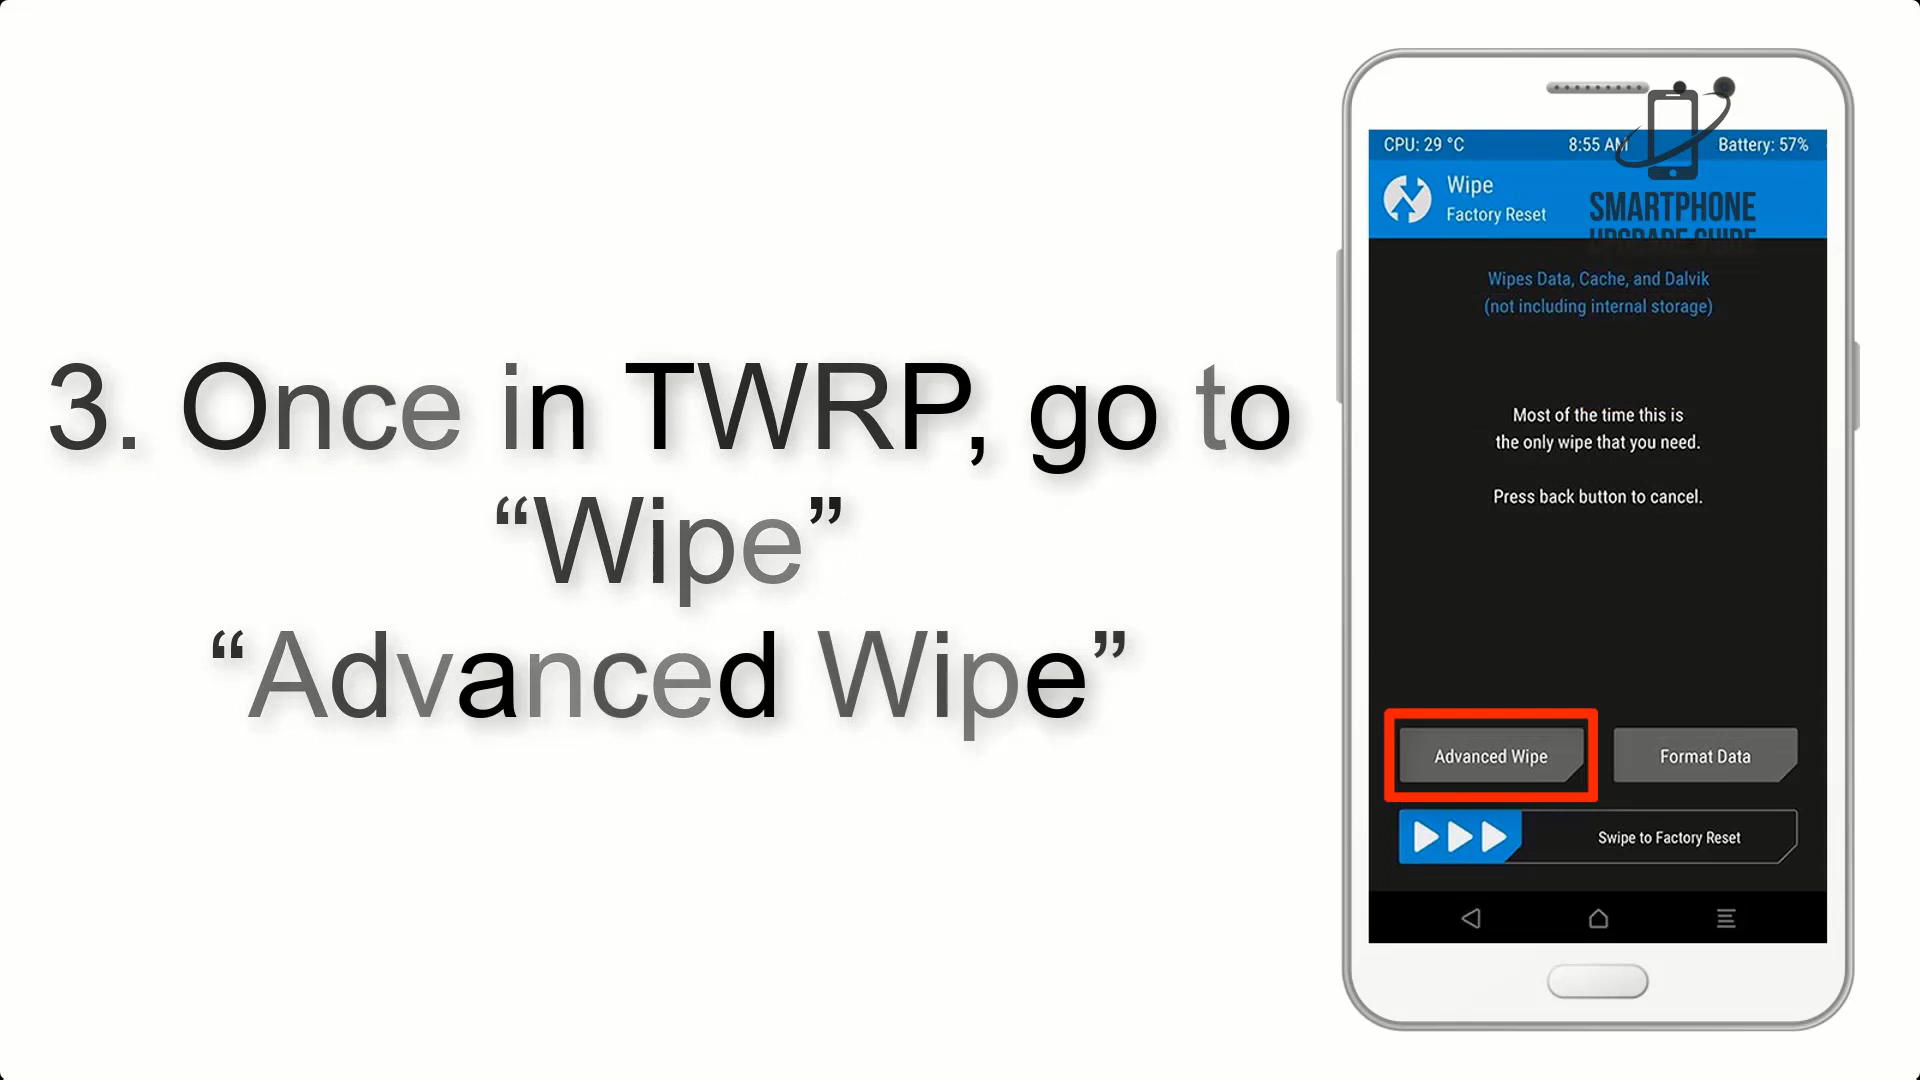 3. Once in TWRP, go to
“Wipe”
“Advanced Wipe”
CPU: 29 °C
8:55 AM
Battery: 57%
Wipe
Factory Reset
SMARTPHONE
UPGRADE GUIDE
Wipes Data, Cache, and Dalvik
(not including internal storage)
Most of the time this is
the only wipe that you need.
Press back button to cancel.
Advanced Wipe
Format Data
Swipe to Factory Reset